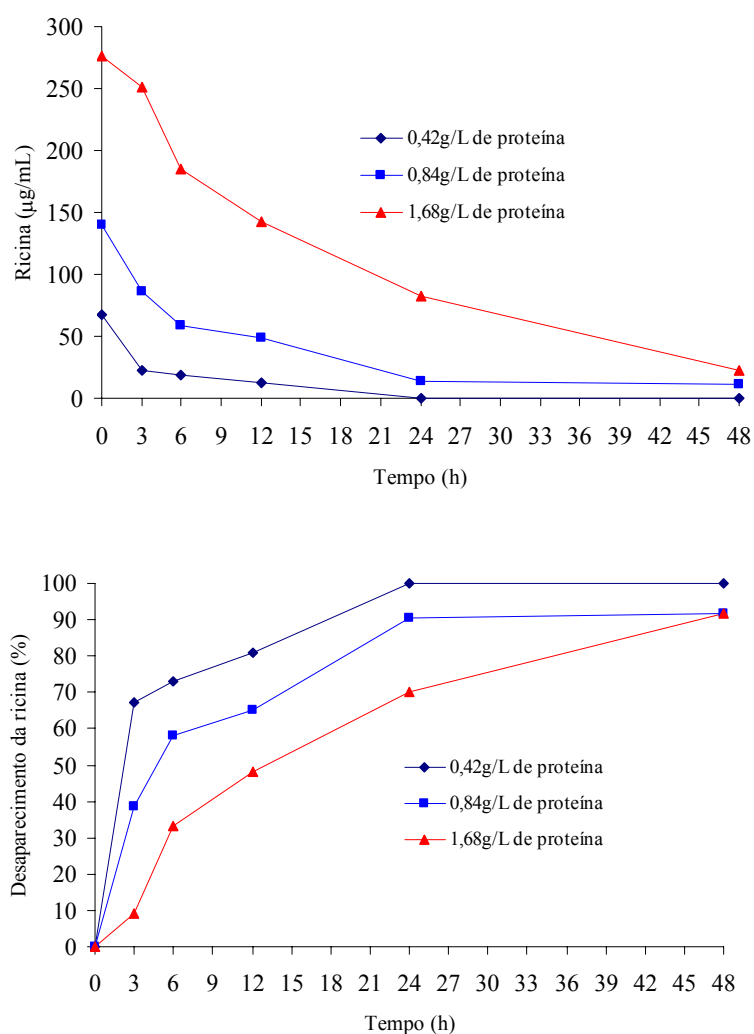 300
250
200
150
100
50
0
Ricina (µg/mL)
0,42g/L de proteína
0,84g/L de proteína
1,68g/L de proteína
0 3 6 9 12 15 18 21 24 27 30 33 36 39 42 45 48
Tempo (h)
100
90
80
70
60
50
40
30
20
10
0
Desaparecimento da ricina (%)
0,42g/L de proteína
0,84g/L de proteína
1,68g/L de proteína
0 3 6 9 12 15 18 21 24 27 30 33 36 39 42 45 48
Tempo (h)